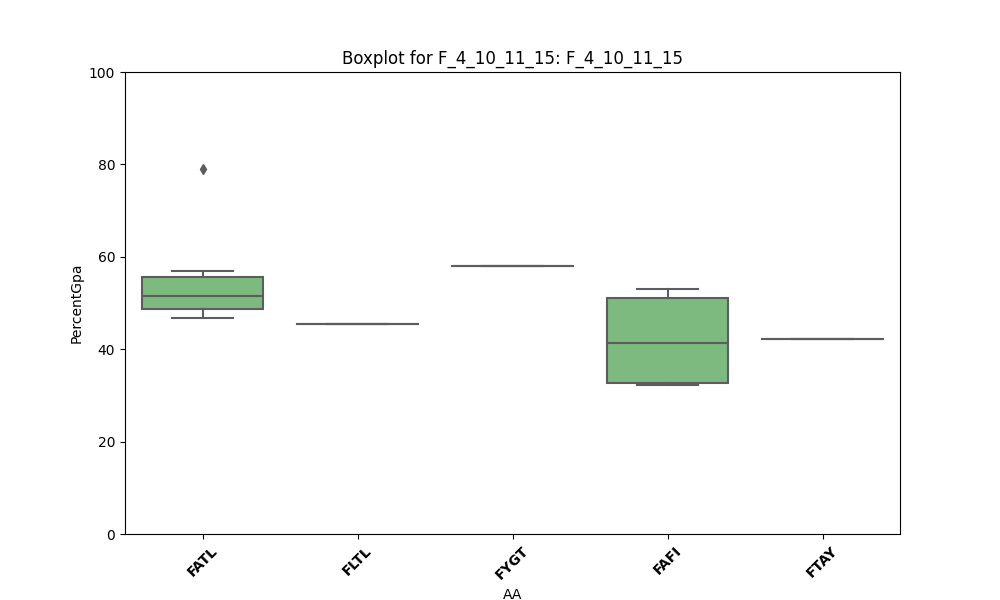 Boxplot for F_4_10_11_15: F_4_10_11_15
PercentGpa
100
80
60
40
20
0
FATL
FLTL
FYGT
FAFI
FTAY
AA